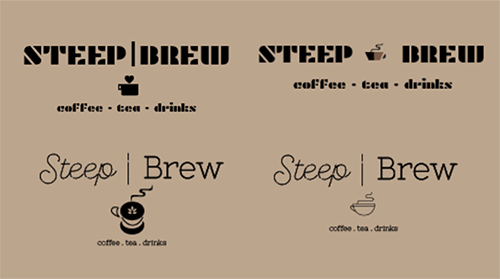 STEEP|BREW
coffee - tea - drinks
STEEP BREW
coffee - tea - drinks
Steep | Brew
coffee . tea . drinks
Steep | Brew
coffee . tea . drinks